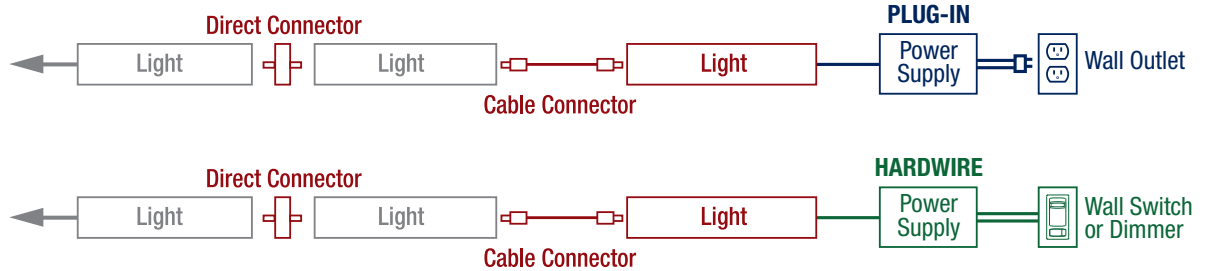 PLUG-IN
Direct Connector
Light
Light
Light
Power
Supply
Wall Outlet
Cable Connector
HARDWIRE
Direct Connector
Light
Light
Light
Power
Supply
Wall Switch
or Dimmer
Cable Connector